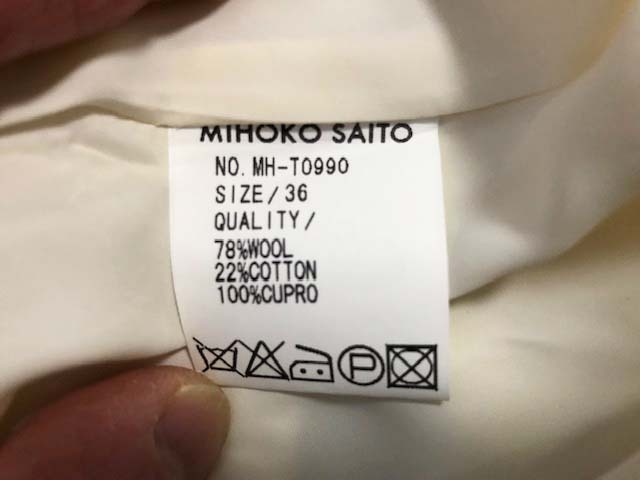 MIHOKO SAITO
NO. MH-T0990
SIZE/36
QUALITY/
78%WOOL
22%COTTON
100%CUPRO
P